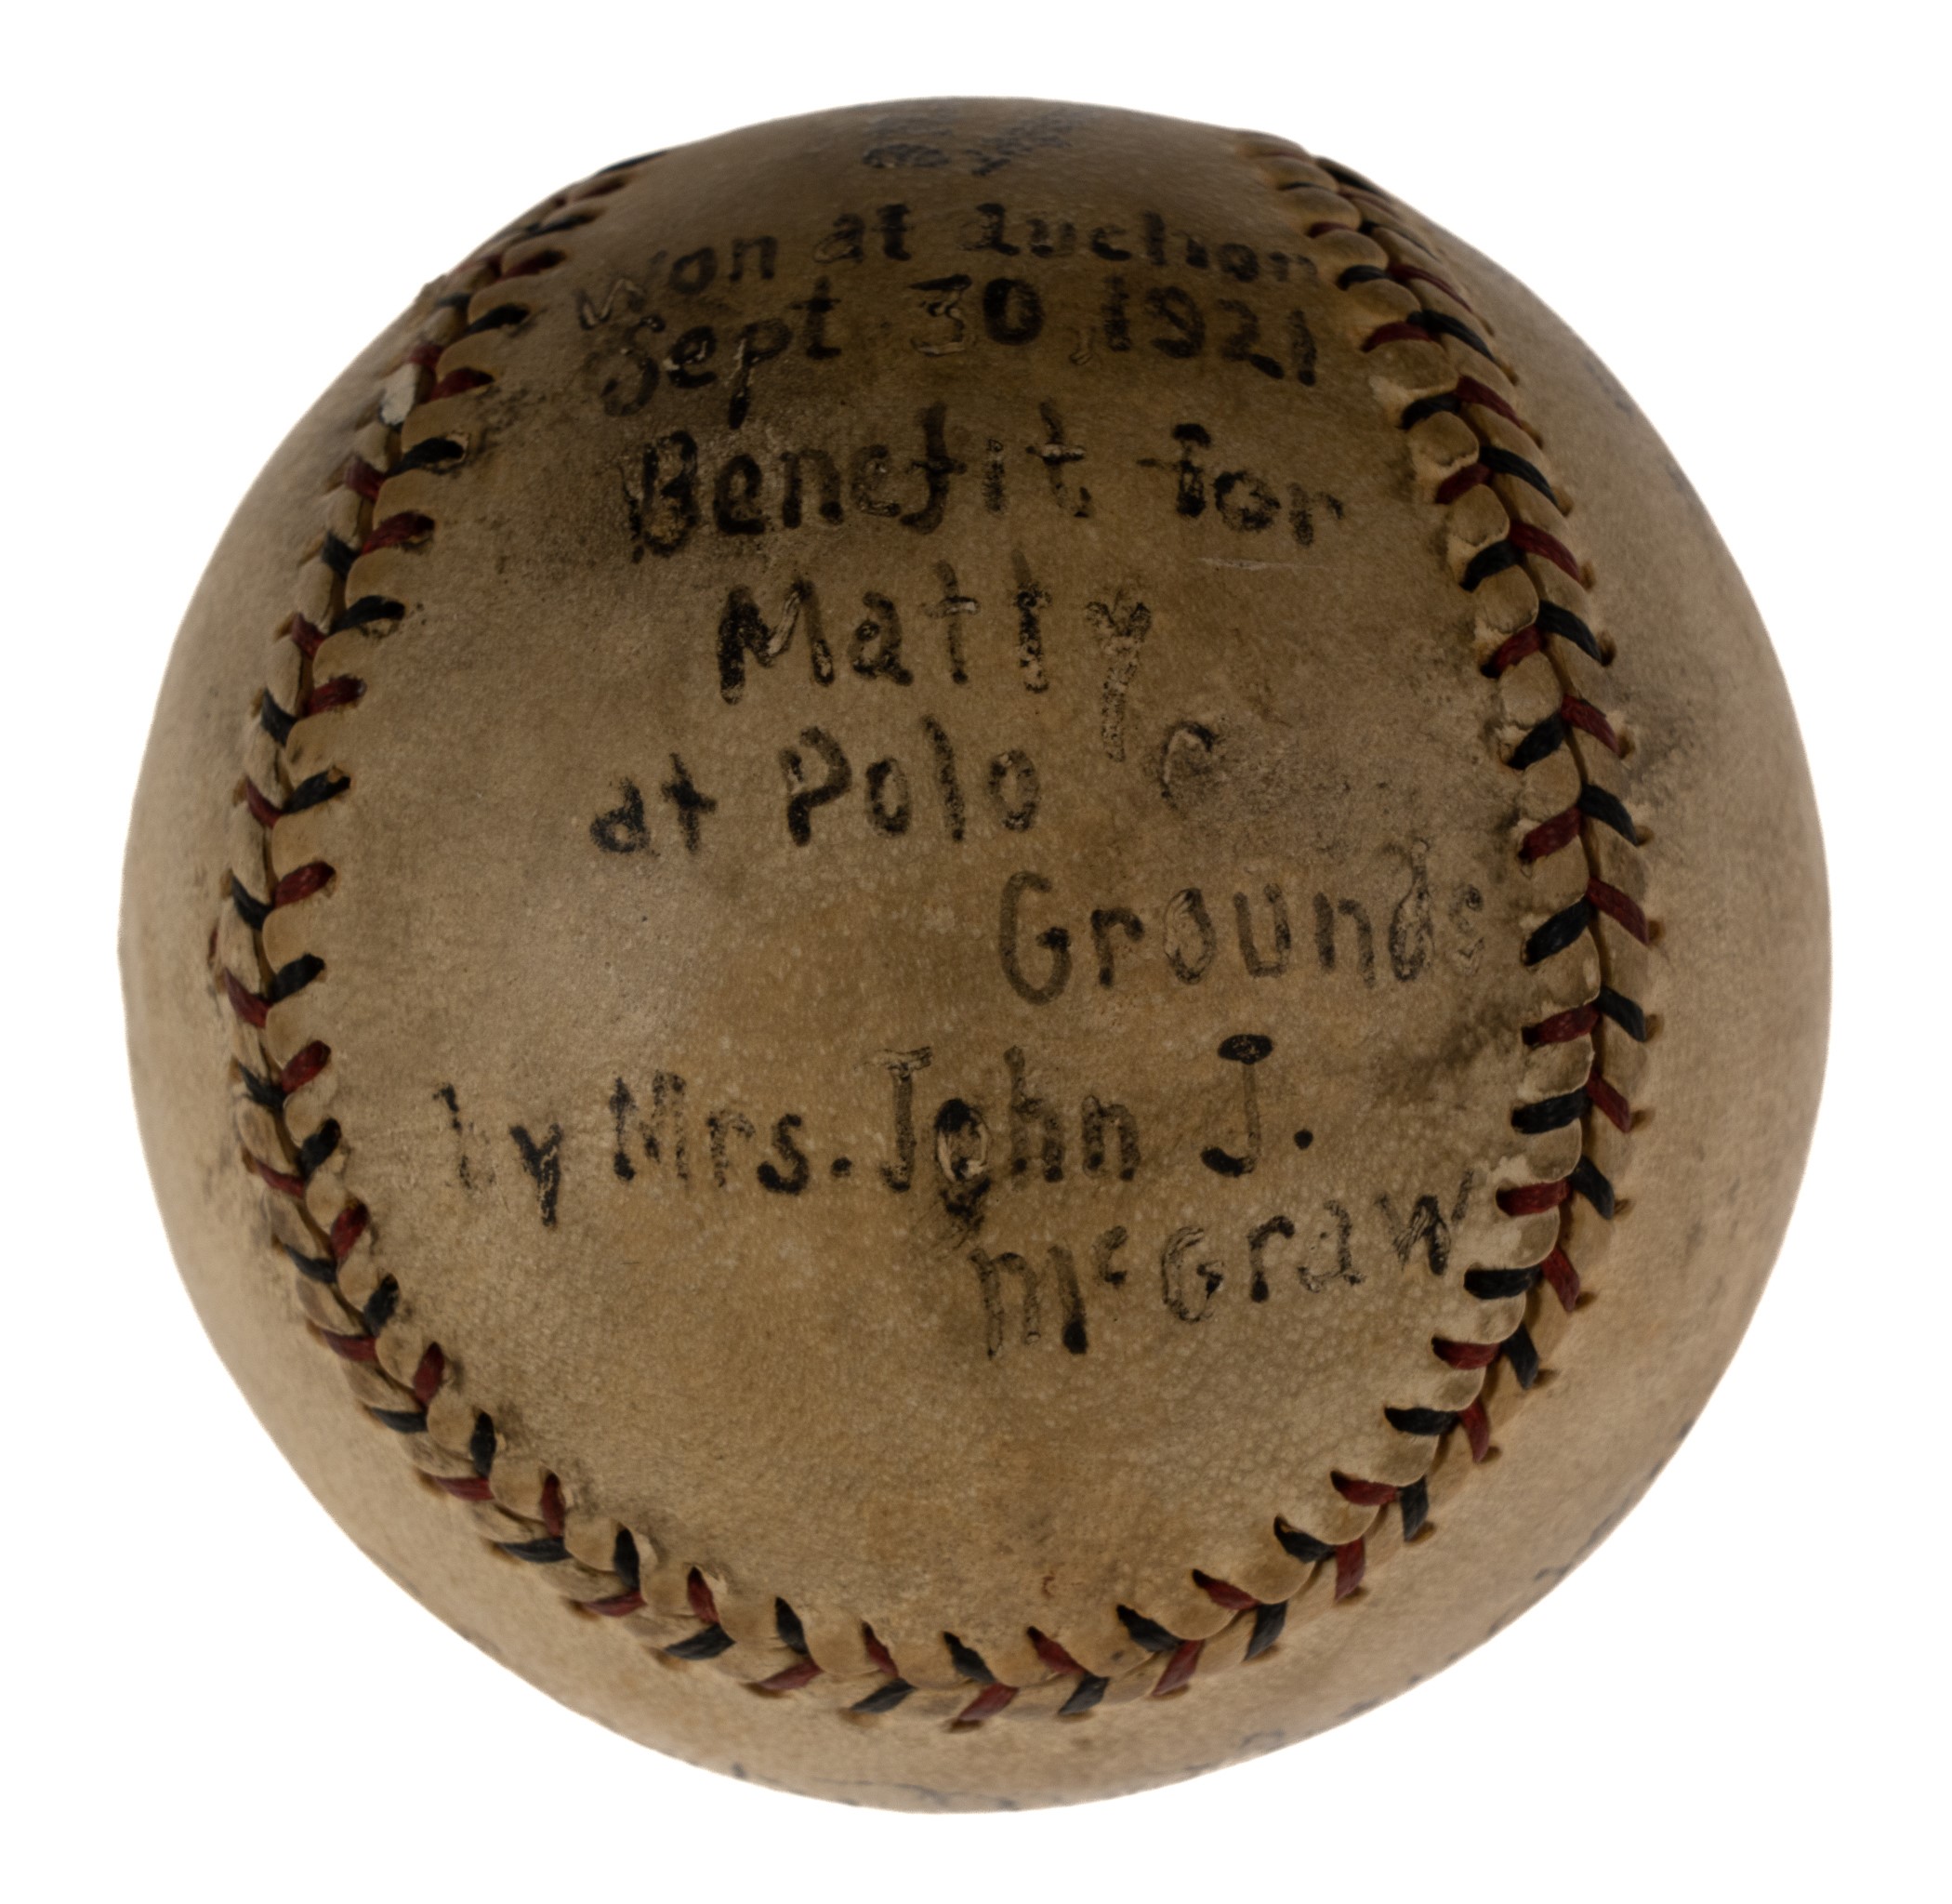 won at auction
Sept 30, 1921
Benefit for
Matty
at Polo G
Grounds
by Mrs. John J.
McGraw